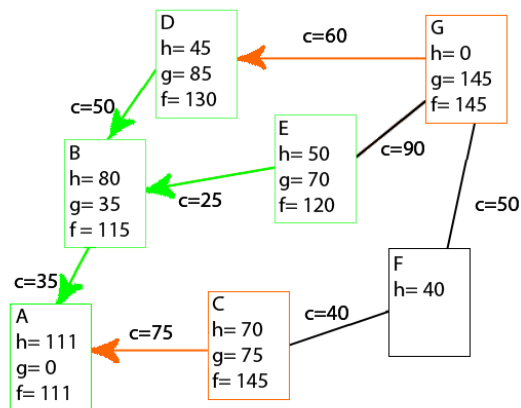 D
h= 45
g= 85
f= 130
c=60
G
h= 0
g= 145
f= 145
c=50
E
h= 50
g= 70
f= 120
c=90
B
h= 80
g= 35
f= 115
c=25
c=50
F
h= 40
c=35
A
h= 111
g= 0
f= 111
c=75
C
h= 70
g= 75
f= 145
c=40